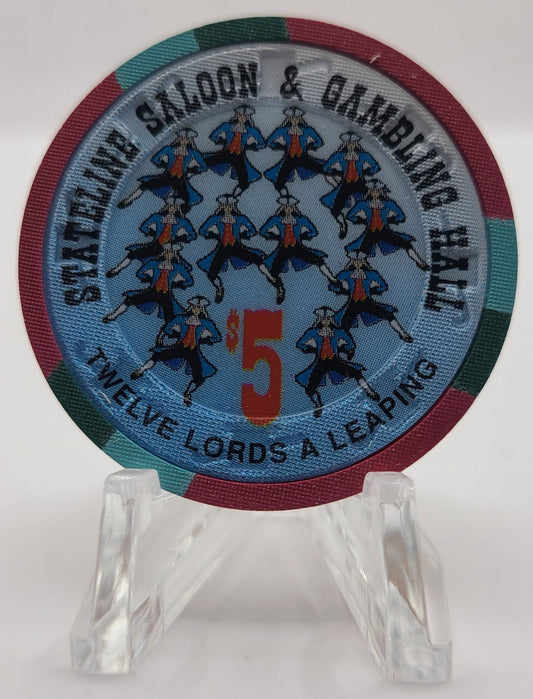 STATELINE SALOON & GAMBLING HALL
$5
TWELVE LORDS A LEAPING